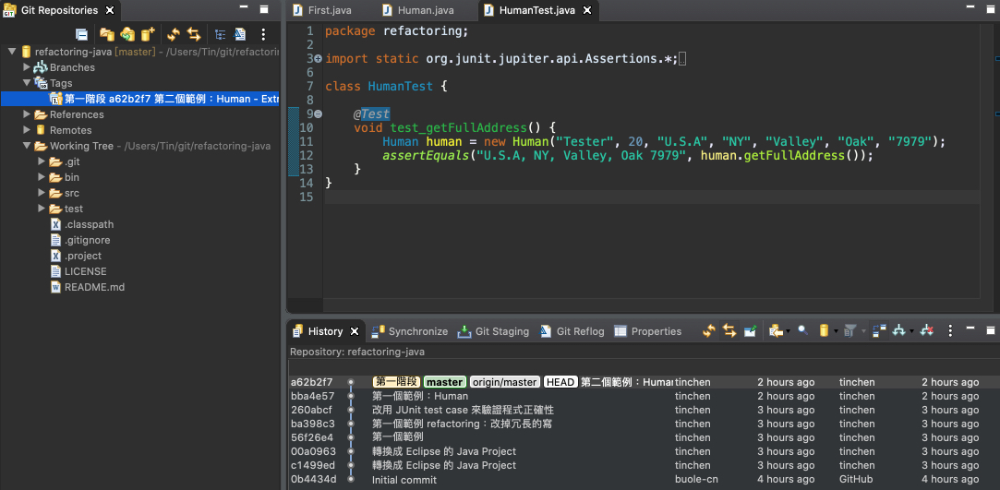 Git Repositories
refactoring-java [master] - /Users/Tin/git/refactorin
Branches
Tags
第一階段 a62b2f7 第二個範例：Human - Extr
References
Remotes
Working Tree - /Users/Tin/git/refactoring-java
.git
bin
src
test
.classpath
.gitignore
.project
LICENSE
README.md
First.java Human.java HumanTest.java
1 package refactoring;
2
3 import static org.junit.jupiter.api.Assertions.*;
6
7 class HumanTest {
8
9 @Test
10 void test_getFullAddress() {
11 Human human = new Human("Tester", 20, "U.S.A", "NY", "Valley", "Oak", "7979");
12 assertEquals("U.S.A, NY, Valley, Oak 7979", human.getFullAddress());
13 }
14 }
15
History Synchronize Git Staging Git Reflog Properties
Repository: refactoring-java
a62b2f7 第一階段 master origin/master HEAD 第二個範例：Human tinchen 2 hours ago tinchen 2 hours ago
bba4e57 第一個範例：Human tinchen 2 hours ago tinchen 2 hours ago
260abcf 改用 JUnit test case 來驗證程式正確性 tinchen 3 hours ago tinchen 3 hours ago
ba398c3 第一個範例 refactoring：改掉冗長的寫 tinchen 3 hours ago tinchen 3 hours ago
56f26e4 第一個範例 tinchen 3 hours ago tinchen 3 hours ago
00a0963 轉換成 Eclipse 的 Java Project tinchen 3 hours ago tinchen 3 hours ago
c1499ed 轉換成 Eclipse 的 Java Project tinchen 3 hours ago tinchen 3 hours ago
0b4434d Initial commit buole-cn 4 hours ago GitHub 4 hours ago